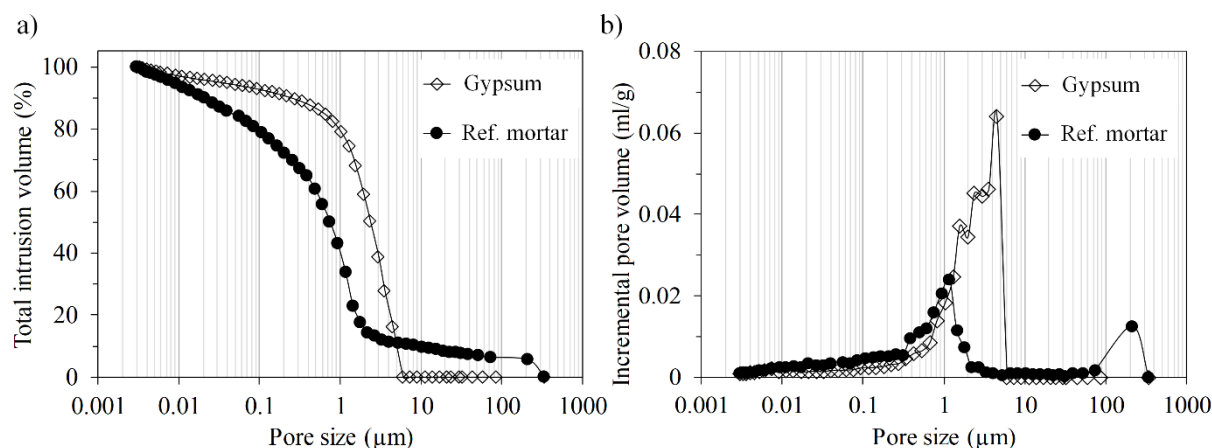 a)
Total intrusion volume (%)
100
80
60
40
20
0
0.001 0.01 0.1 1 10 100 1000
Pore size (µm)
Gypsum
Ref. mortar
b)
Incremental pore volume (ml/g)
0.08
0.06
0.04
0.02
0
0.001 0.01 0.1 1 10 100 1000
Pore size (µm)
Gypsum
Ref. mortar